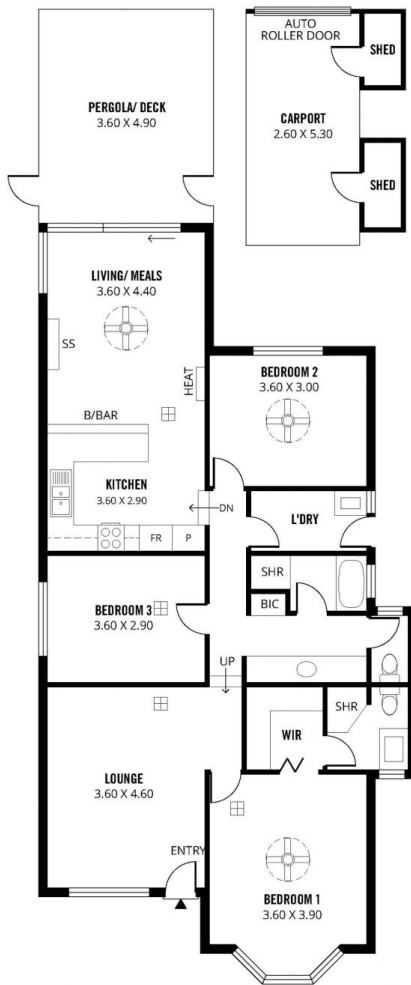 AUTO
ROLLER DOOR
SHED
PERGOLA/ DECK
3.60 X 4.90
CARPORT
2.60 X 5.30
SHED
LIVING/ MEALS
3.60 X 4.40
SS
HEAT
BEDROOM 2
3.60 X 3.00
B/BAR
KITCHEN
3.60 X 2.90
DN
L'DRY
FR
P
SHR
BIC
BEDROOM 3
3.60 X 2.90
UP
SHR
WIR
LOUNGE
3.60 X 4.60
ENTRY
BEDROOM 1
3.60 X 3.90